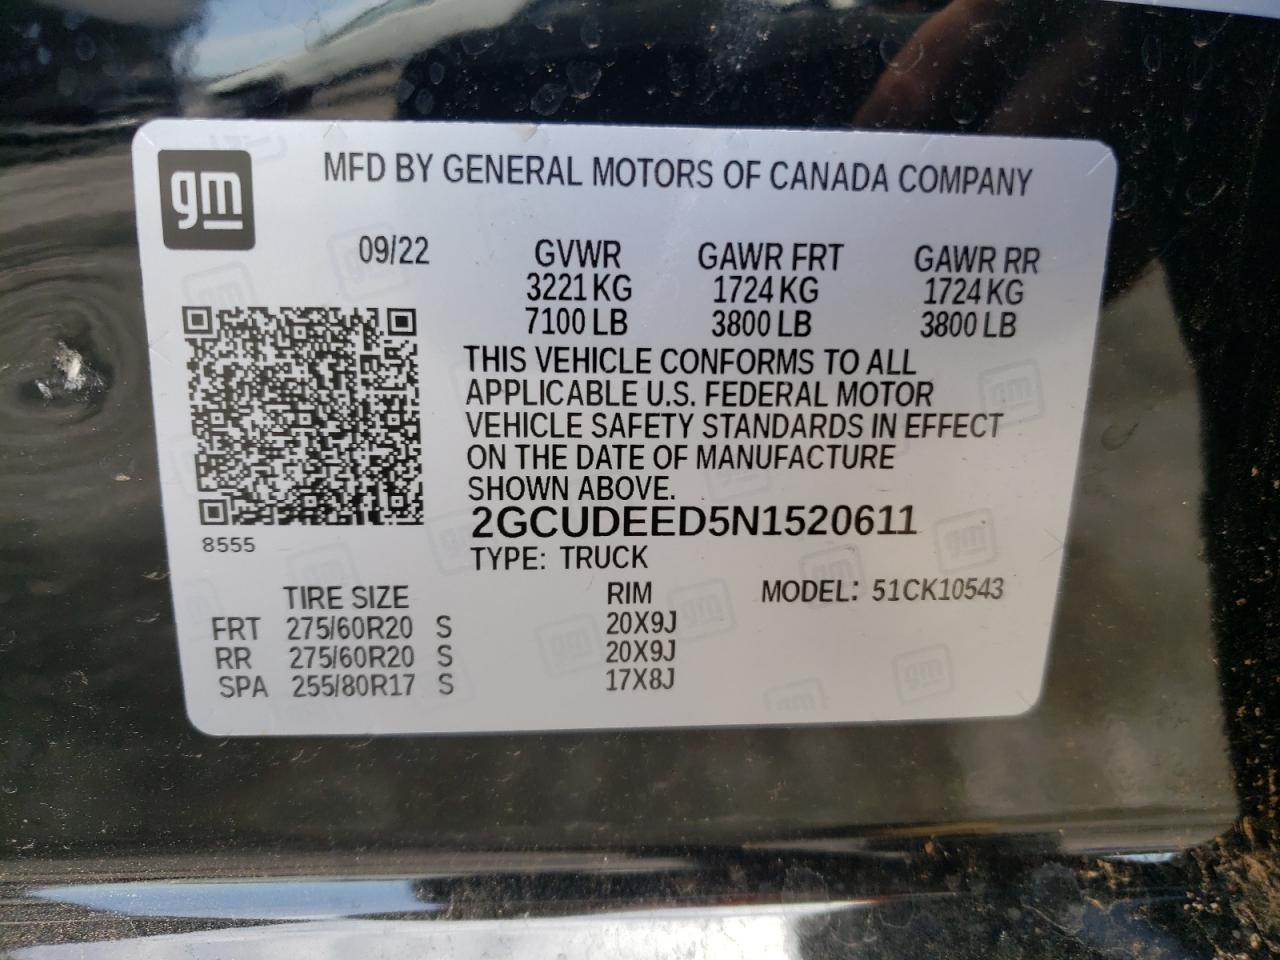 gm
MFD BY GENERAL MOTORS OF CANADA COMPANY
09/22 GVWR GAWR FRT GAWR RR
3221 KG 1724 KG 1724 KG
7100 LB 3800 LB 3800 LB
THIS VEHICLE CONFORMS TO ALL
APPLICABLE U.S. FEDERAL MOTOR
VEHICLE SAFETY STANDARDS IN EFFECT
ON THE DATE OF MANUFACTURE
SHOWN ABOVE.
2GCUDEED5N1520611
8555
TYPE: TRUCK
TIRE SIZE RIM MODEL: 51CK10543
FRT 275/60R20 S 20X9J
RR 275/60R20 S 20X9J
SPA 255/80R17 S 17X8J